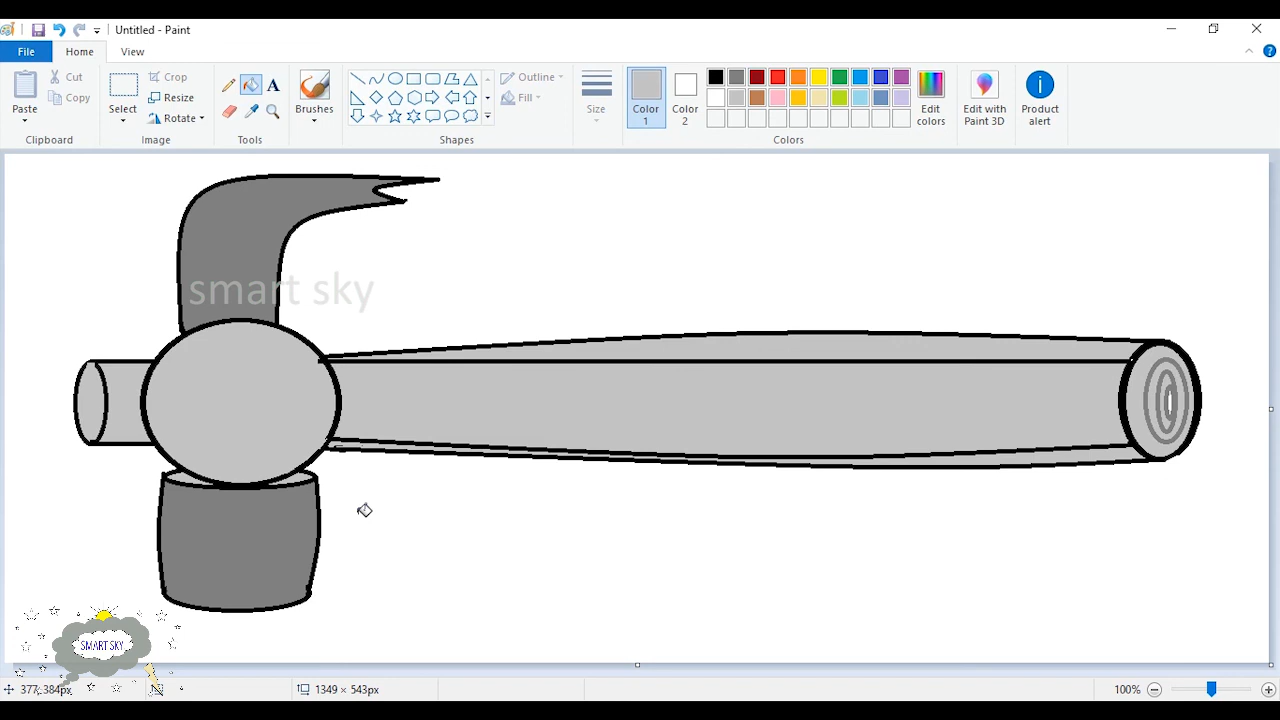 Untitled - Paint
File
Home
View
Paste
Cut
Copy
Clipboard
Select
Crop
Resize
Rotate
Image
A
Tools
Brushes
Shapes
Outline
Fill
Size
Color 1
Color 2
Edit colors
Colors
Edit with Paint 3D
Product alert
smart sky
SMART SKY
377, 384px
1349 × 543px
100%